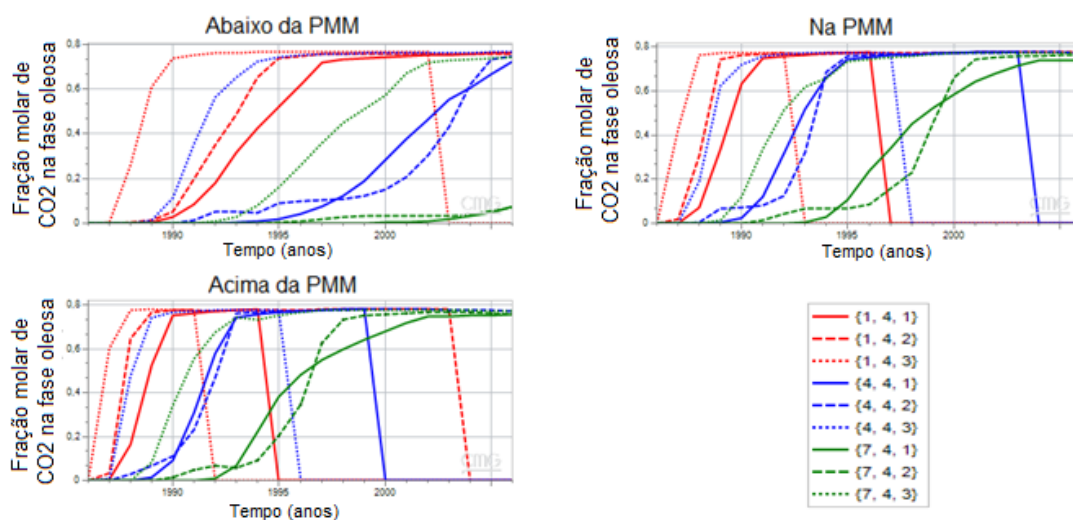 Abaixo da PMM
Fração molar de
CO2 na fase oleosa
0.8
0.6
0.4
0.2
0
1990
1995
2000
Tempo (anos)
CMG
Na PMM
Fração molar de
CO2 na fase oleosa
0.8
0.6
0.4
0.2
0
1990
1995
2000
Tempo (anos)
CMG
Acima da PMM
Fração molar de
CO2 na fase oleosa
0.8
0.6
0.4
0.2
0
1990
1995
2000
Tempo (anos)
CMG
{1, 4, 1}
{1, 4, 2}
{1, 4, 3}
{4, 4, 1}
{4, 4, 2}
{4, 4, 3}
{7, 4, 1}
{7, 4, 2}
{7, 4, 3}